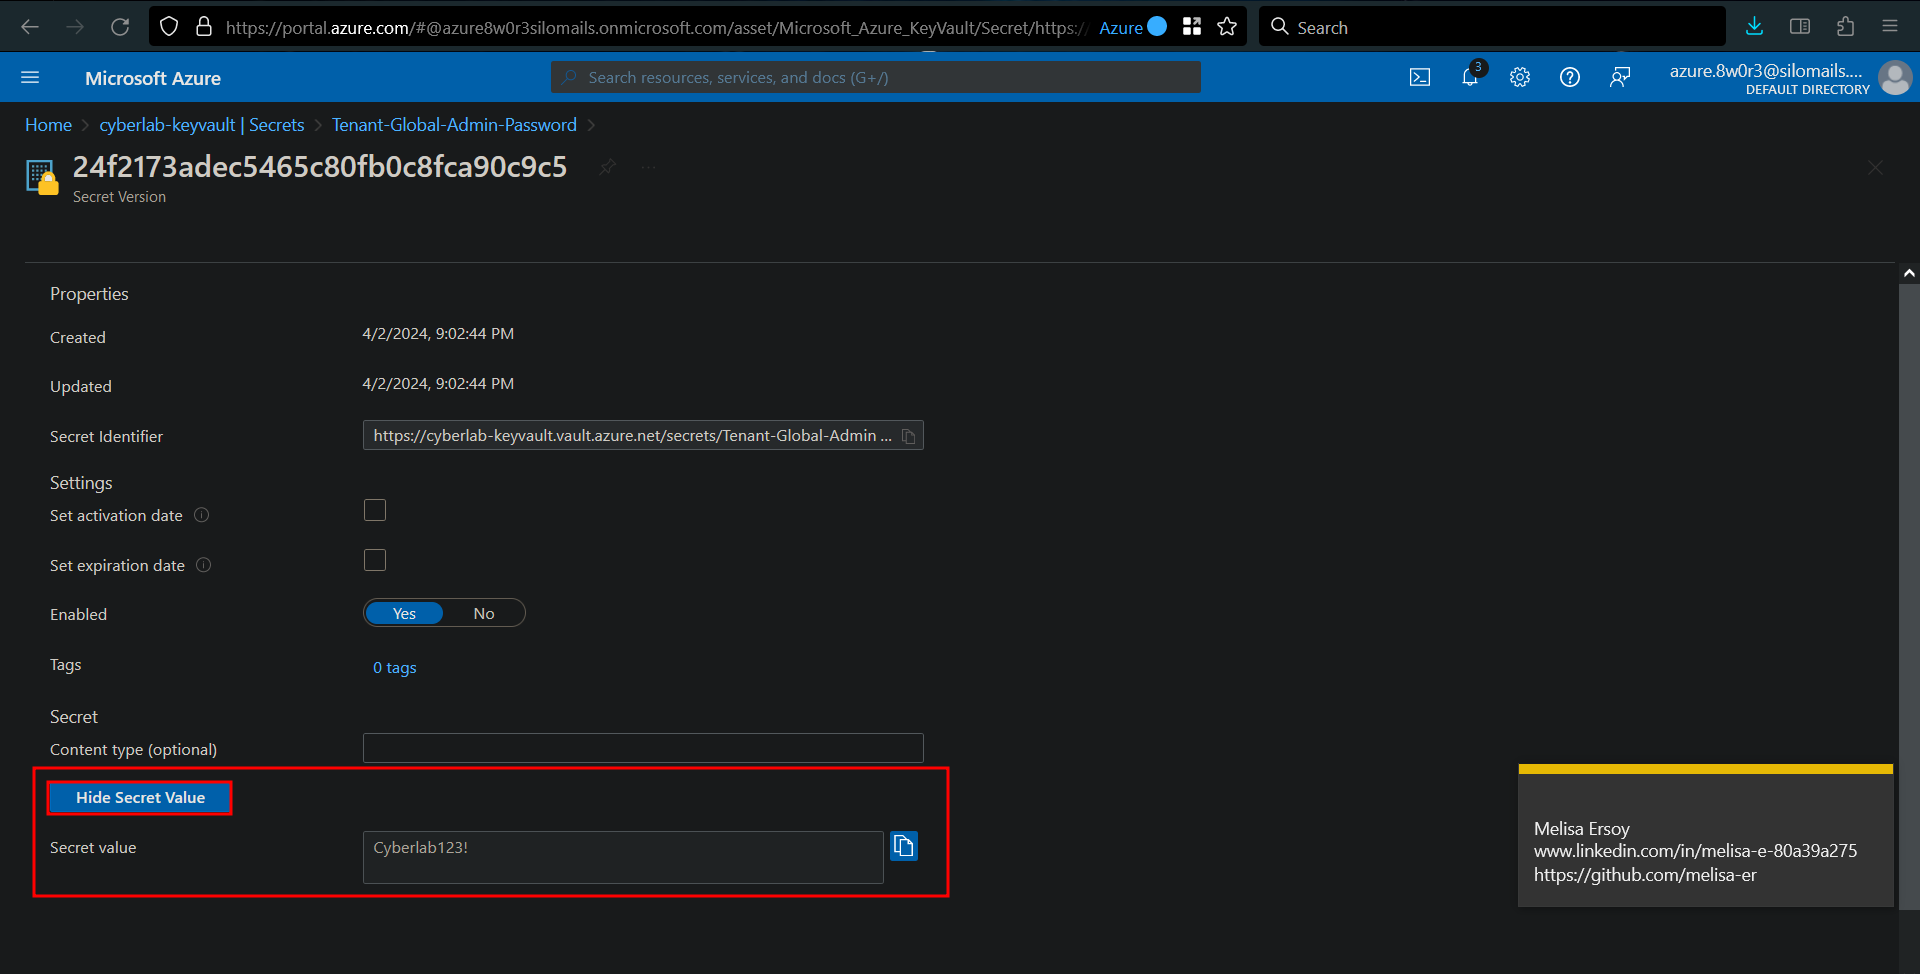 https://portal.azure.com/#@azure8w0r3silomails.onmicrosoft.com/asset/Microsoft_Azure_KeyVault/Secret/https:/
Azure
Search
Microsoft Azure
Search resources, services, and docs (G+/)
3
azure.8w0r3@silomails....
DEFAULT DIRECTORY
Home > cyberlab-keyvault | Secrets > Tenant-Global-Admin-Password >
24f2173adec5465c80fb0c8fca90c9c5
Secret Version
Properties
Created
4/2/2024, 9:02:44 PM
Updated
4/2/2024, 9:02:44 PM
Secret Identifier
https://cyberlab-keyvault.vault.azure.net/secrets/Tenant-Global-Admin ...
Settings
Set activation date
Set expiration date
Enabled
Yes No
Tags
0 tags
Secret
Content type (optional)
Hide Secret Value
Secret value
Cyberlab123!
Melisa Ersoy
www.linkedin.com/in/melisa-e-80a39a275
https://github.com/melisa-er